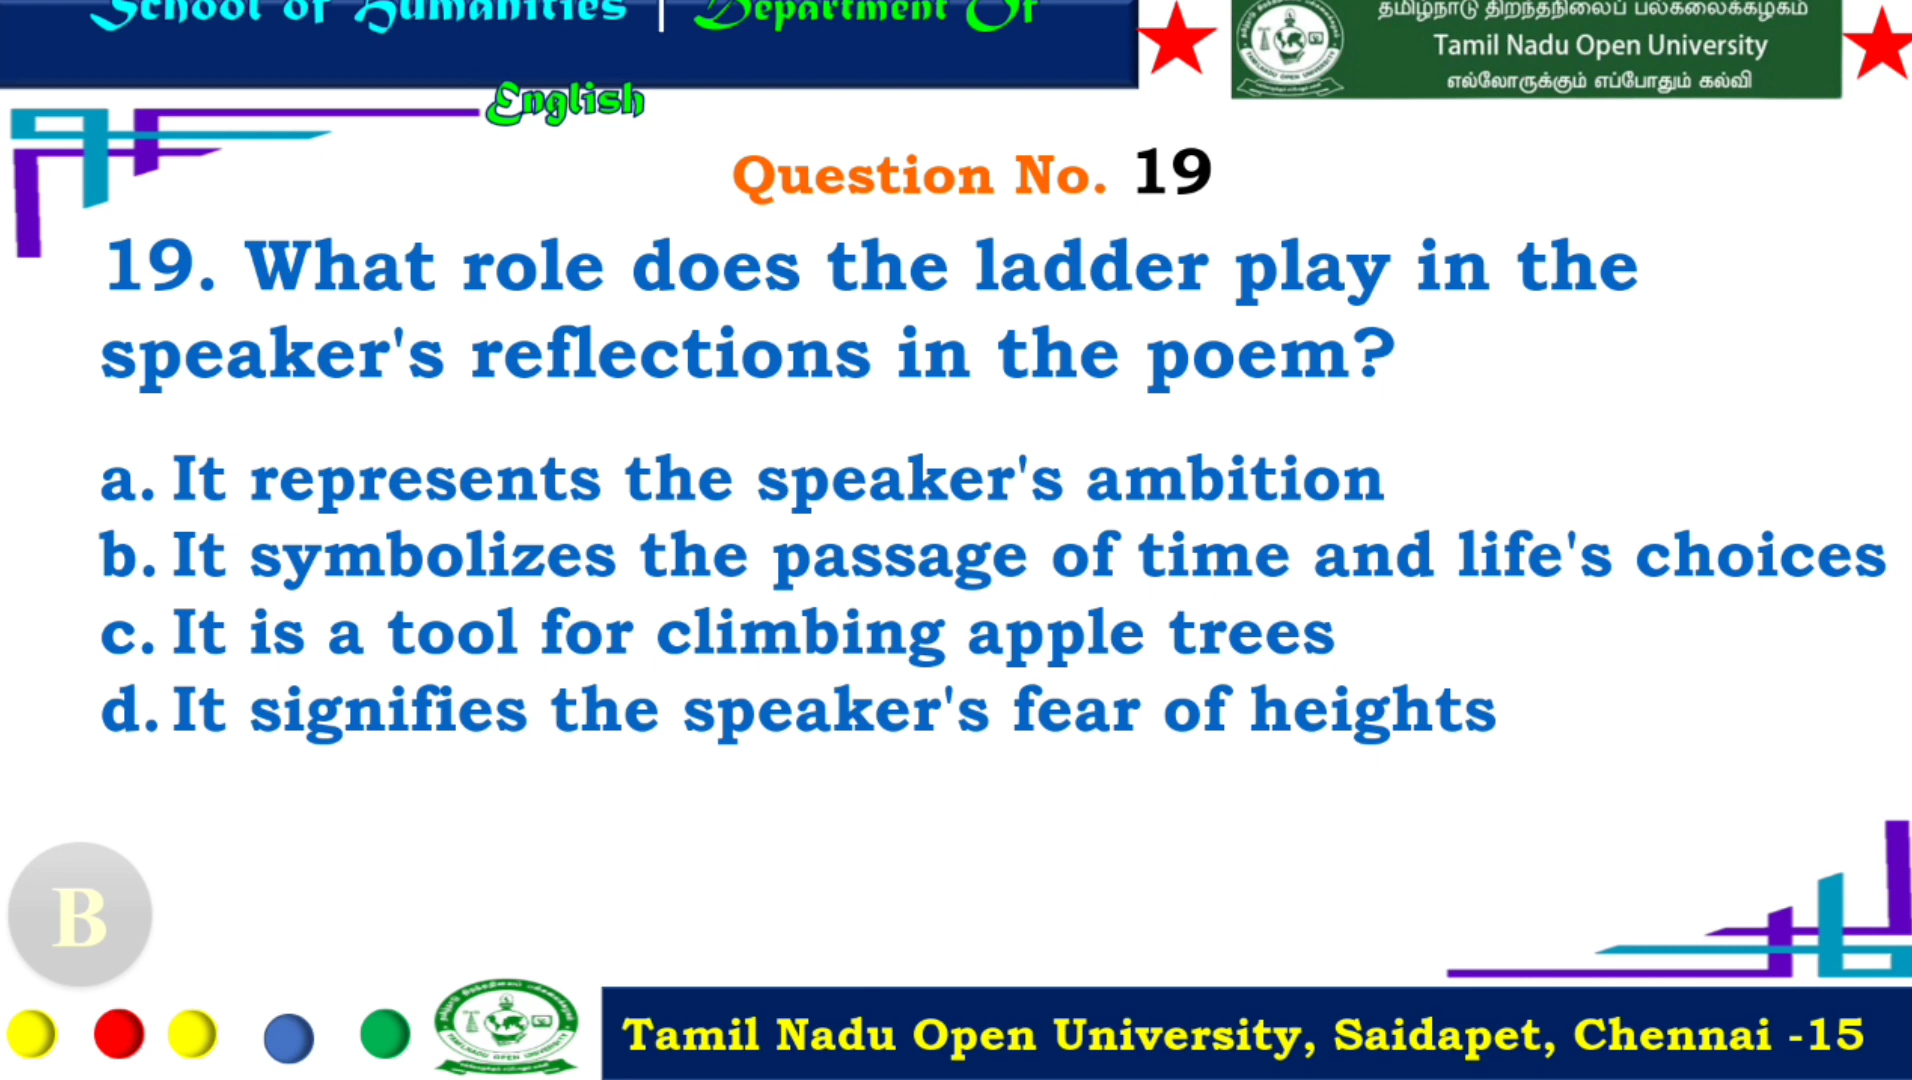 School of Humanities | Department Of
English
தமிழ்நாடு திறந்தநிலைப் பல்கலைக்கழகம்
Tamil Nadu Open University
எல்லோருக்கும் எப்போதும் கல்வி
Question No. 19
19. What role does the ladder play in the
speaker's reflections in the poem?
a. It represents the speaker's ambition
b. It symbolizes the passage of time and life's choices
c. It is a tool for climbing apple trees
d. It signifies the speaker's fear of heights
B
Tamil Nadu Open University, Saidapet, Chennai -15